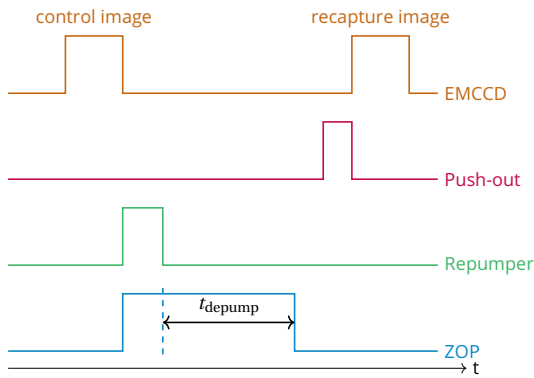 control image
recapture image
EMCCD
Push-out
Repumper
t_depump
ZOP
t